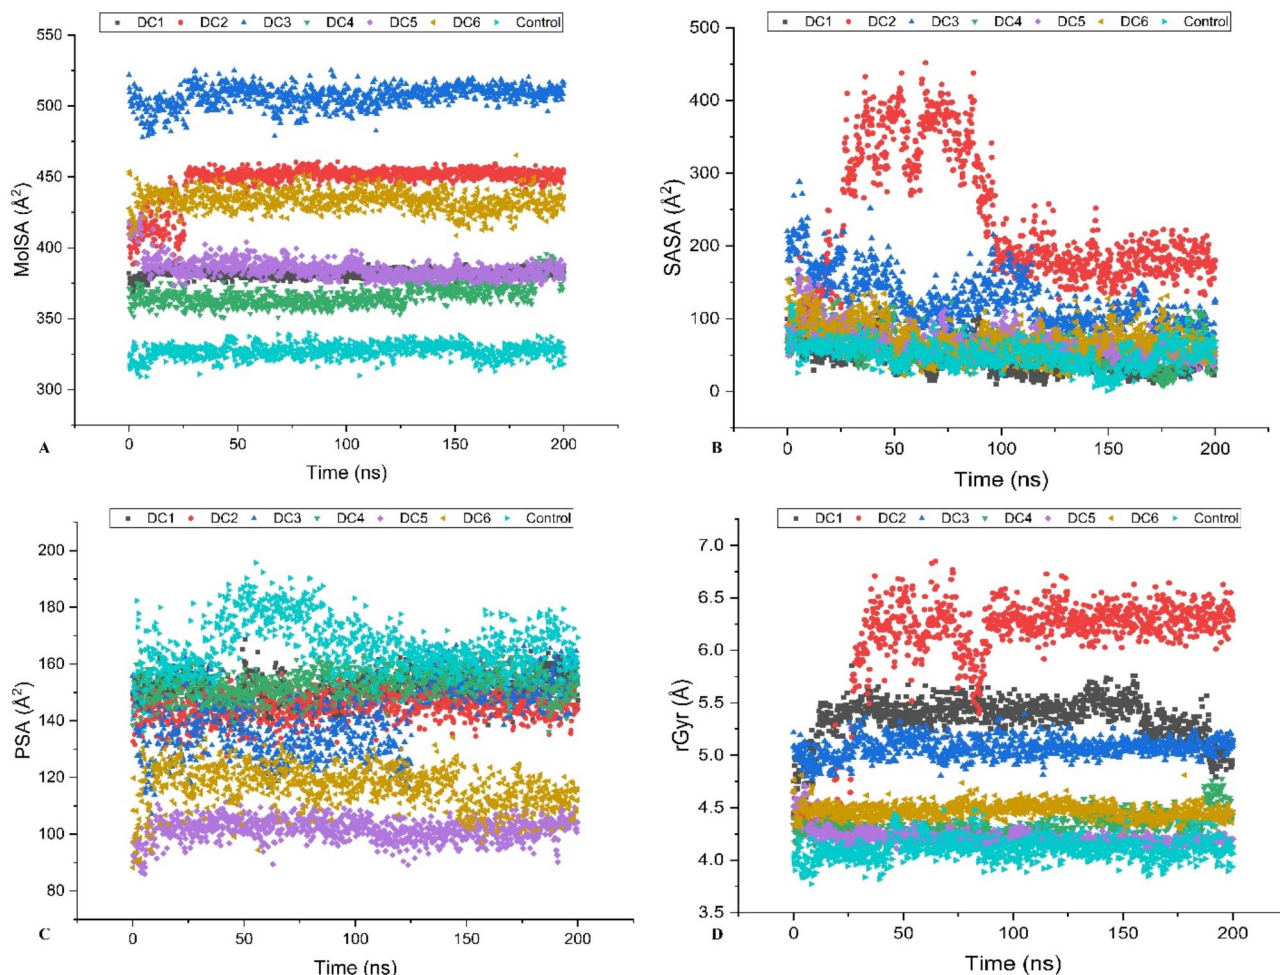 DC1 DC2 DC3 DC4 DC5 DC6 Control
550
500
450
400
350
300
MolSA (Å²)
0 50 100 150 200
A
Time (ns)
DC1 DC2 DC3 DC4 DC5 DC6 Control
500
400
300
200
100
0
SASA (Å²)
0 50 100 150 200
B
Time (ns)
DC1 DC2 DC3 DC4 DC5 DC6 Control
200
180
160
140
120
100
80
PSA (Å²)
0 50 100 150 200
C
Time (ns)
DC1 DC2 DC3 DC4 DC5 DC6 Control
7.0
6.5
6.0
5.5
5.0
4.5
4.0
3.5
rGyr (Å)
0 50 100 150 200
D
Time (ns)